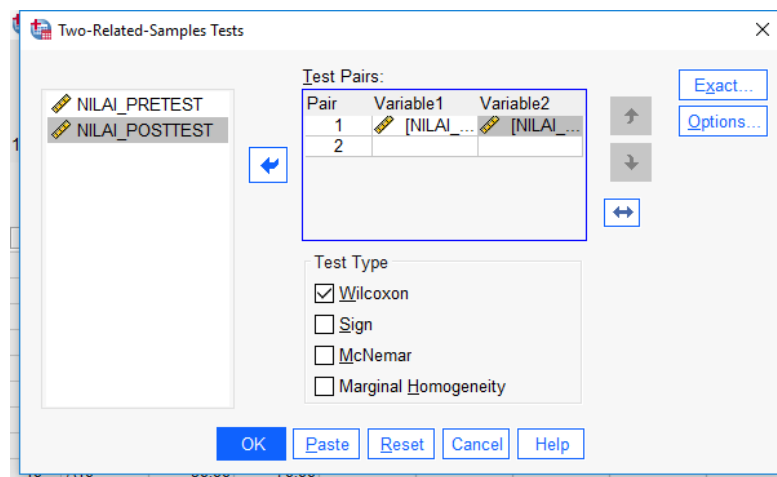 Two-Related-Samples Tests
Test Pairs:
NILAI_PRETEST
NILAI_POSTTEST
Pair Variable1 Variable2
1 [NILAI_... [NILAI_...
2
Exact...
Options...
Test Type
Wilcoxon
Sign
McNemar
Marginal Homogeneity
OK Paste Reset Cancel Help